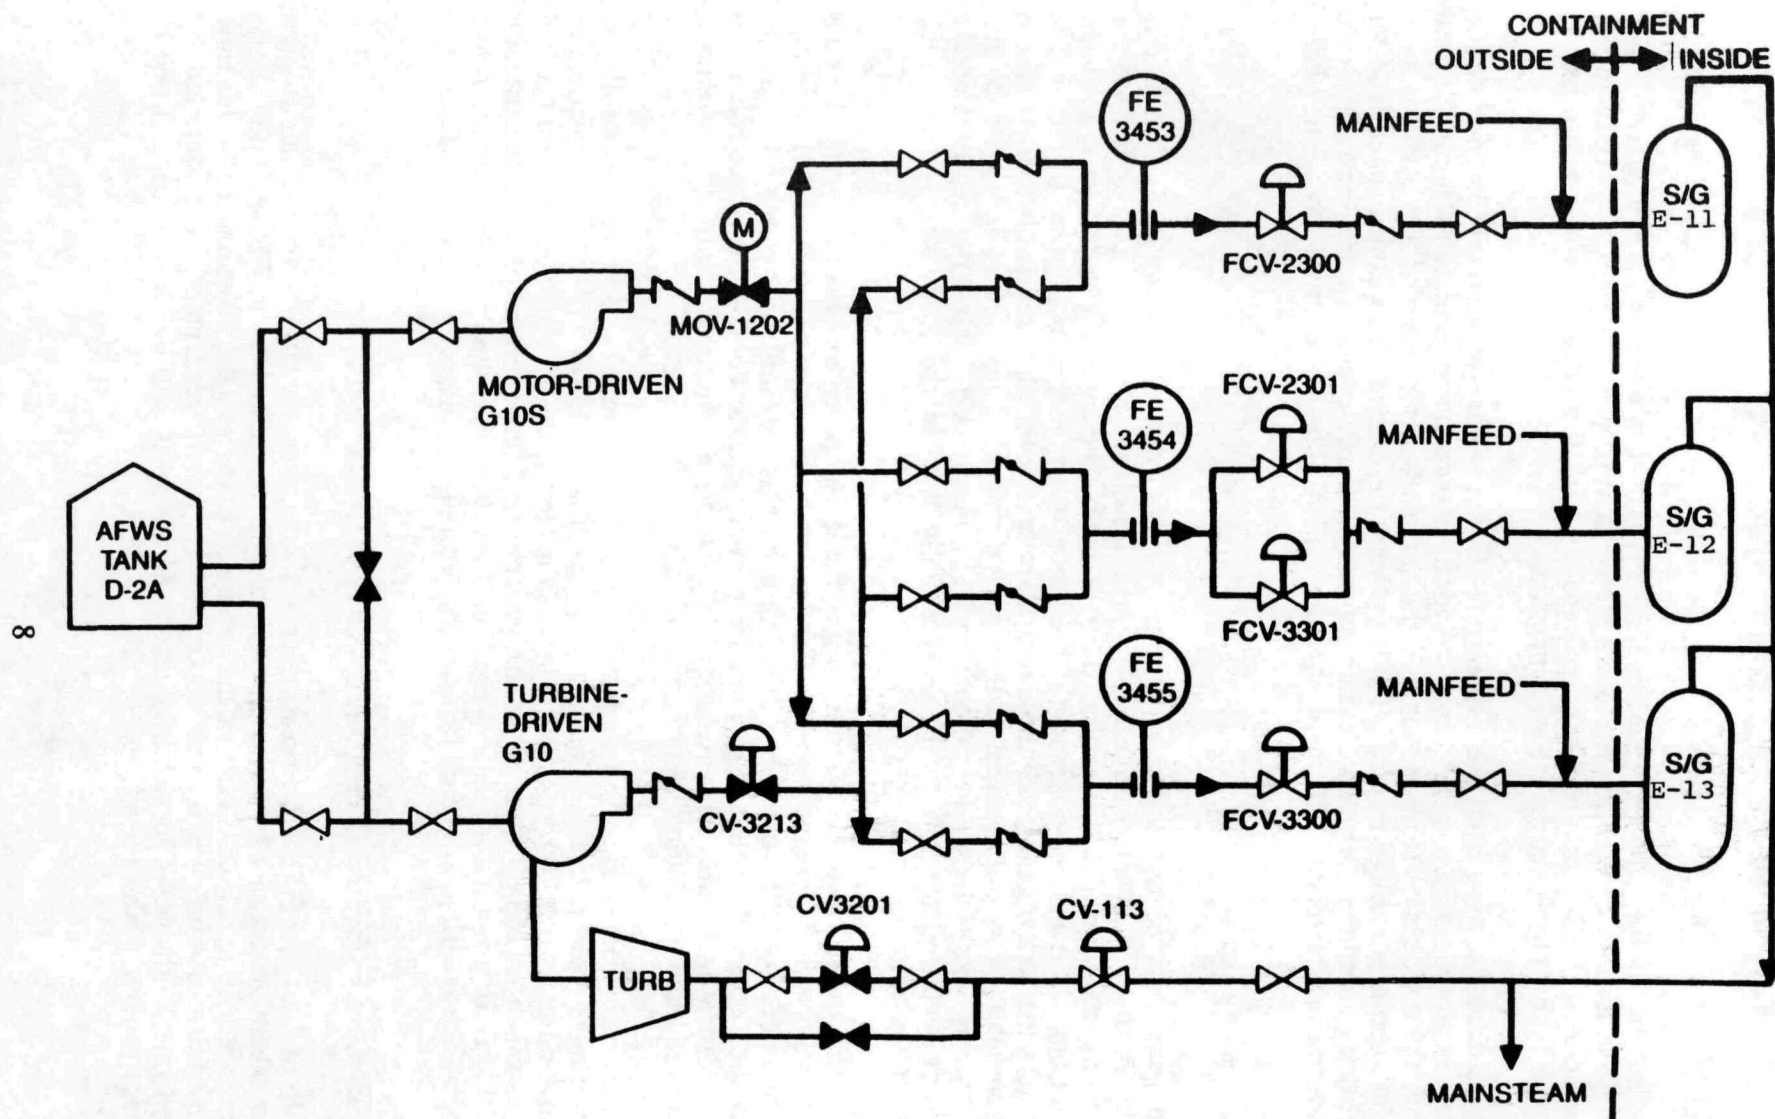 CONTAINMENT
OUTSIDE INSIDE
FE
3453
MAINFEED
S/G
E-11
M
FCV-2300
MOV-1202
MOTOR-DRIVEN
G10S
FCV-2301
FE
3454
MAINFEED
S/G
E-12
AFWS
TANK
D-2A
8
FCV-3301
FE
3455
TURBINE-
DRIVEN
G10
MAINFEED
S/G
E-13
CV-3213
FCV-3300
CV3201
CV-113
TURB
MAINSTEAM